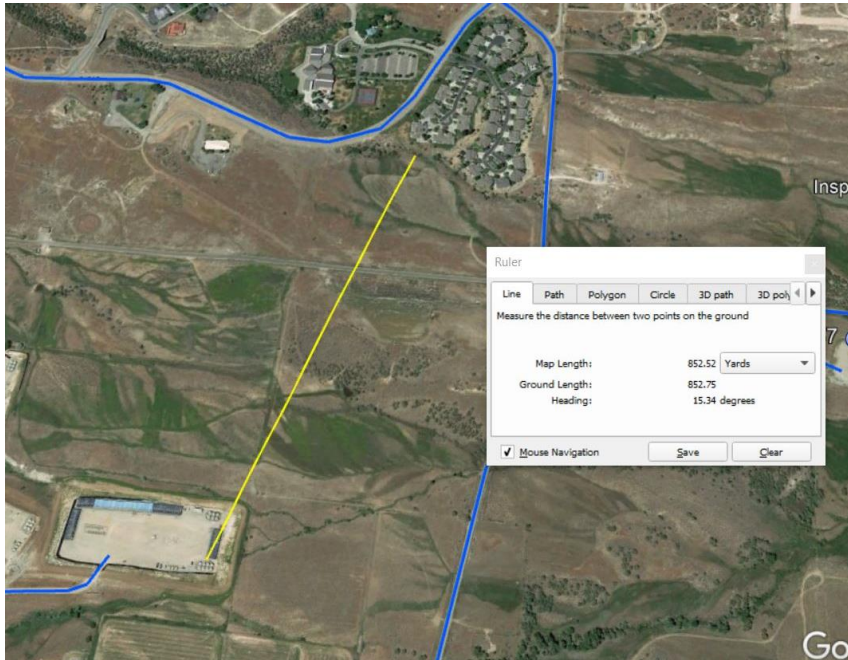 Insp
Ruler
Line Path Polygon Circle 3D path 3D poly
Measure the distance between two points on the ground
Map Length: 852.52 Yards
Ground Length: 852.75
Heading: 15.34 degrees
7
Mouse Navigation Save Clear
Go